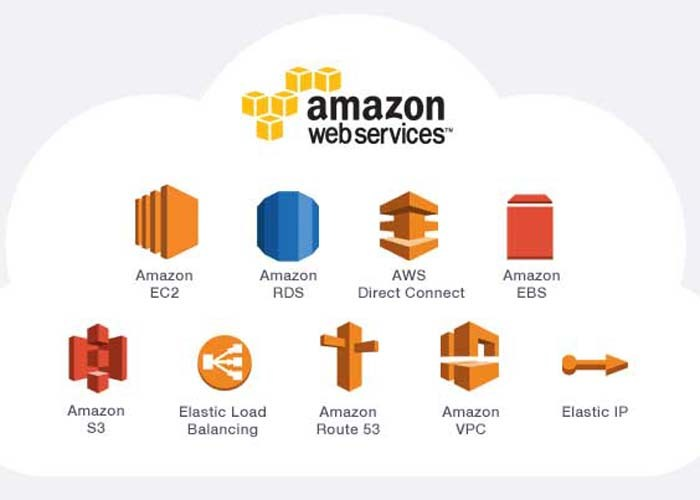 amazon
webservices™
Amazon
EC2
Amazon
RDS
AWS
Direct Connect
Amazon
EBS
Amazon
S3
Elastic Load
Balancing
Amazon
Route 53
Amazon
VPC
Elastic IP